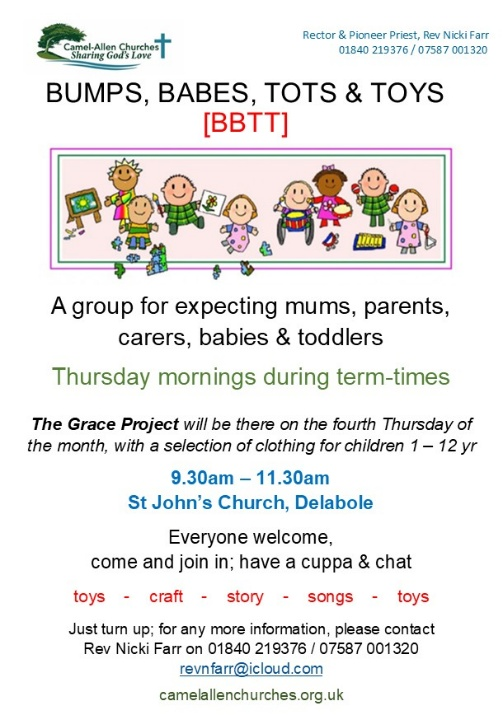 Camel-Allen Churches
Sharing God's Love
Rector & Pioneer Priest, Rev Nicki Farr
01840 219376 / 07587 001320
BUMPS, BABES, TOTS & TOYS
[BBTT]
A group for expecting mums, parents,
carers, babies & toddlers
Thursday mornings during term-times
The Grace Project will be there on the fourth Thursday of
the month, with a selection of clothing for children 1 – 12 yr
9.30am – 11.30am
St John's Church, Delabole
Everyone welcome,
come and join in; have a cuppa & chat
toys - craft - story - songs - toys
Just turn up; for any more information, please contact
Rev Nicki Farr on 01840 219376 / 07587 001320
revnfarr@icloud.com
camelallenchurches.org.uk